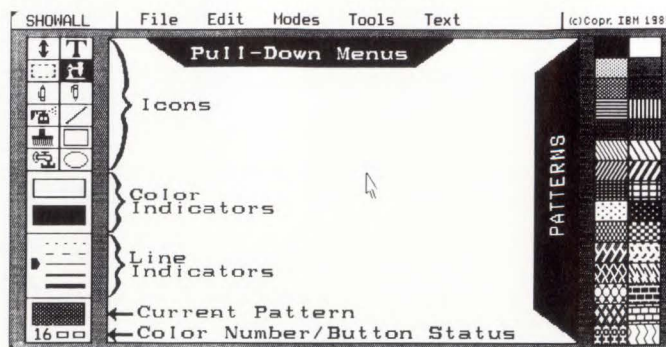 SHOWALL File Edit Modes Tools Text (c)Copr. IBM 198
Pull-Down Menus
T
Icons
PATTERNS
Color
Indicators
Line
Indicators
Current Pattern
16 Color Number/Button Status